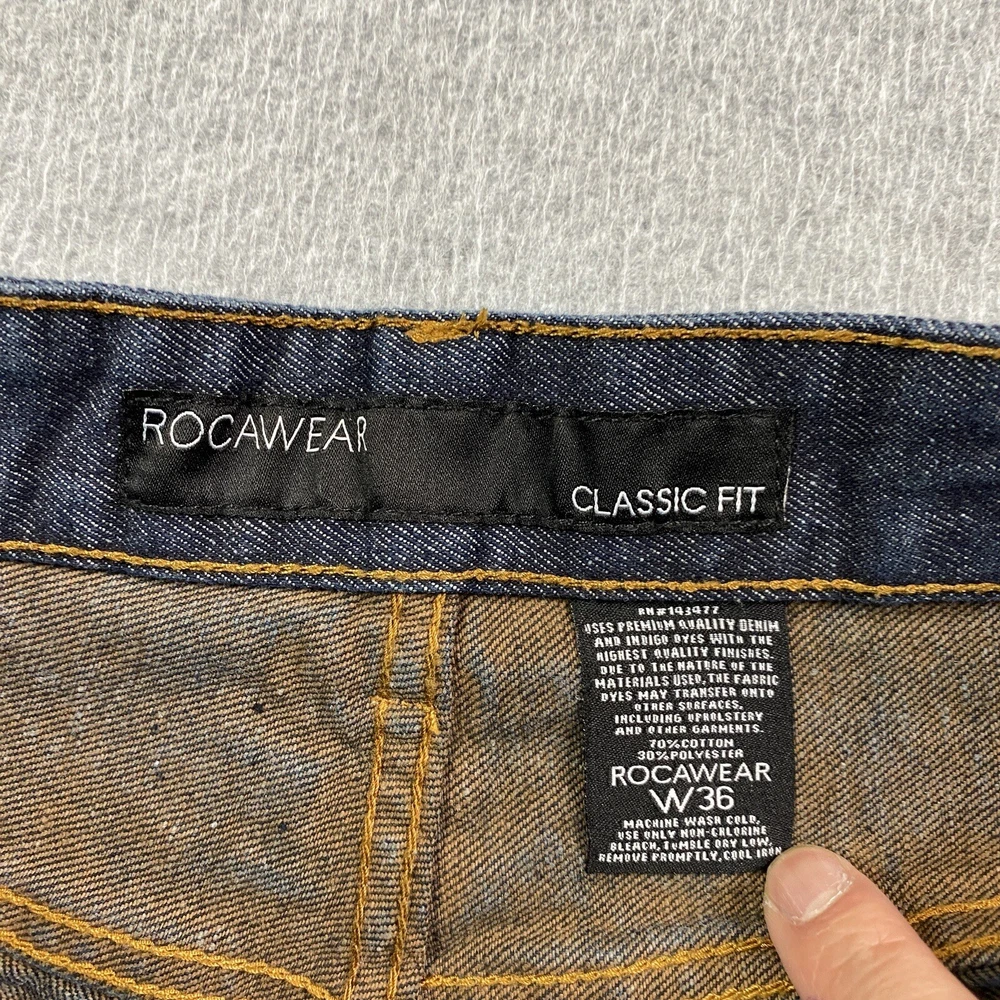 ROCAWEAR
CLASSIC FIT
RN#143477
USES PREMIUM QUALITY DENIM
AND INDIGO DYES WITH THE
HIGHEST QUALITY FINISHES.
DUE TO THE NATURE OF THE
MATERIALS USED, THE FABRIC
DYES MAY TRANSFER ONTO
OTHER SURFACES,
INCLUDING UPHOLSTERY
AND OTHER GARMENTS.
70%COTTON
30%POLYESTER
ROCAWEAR
W36
MACHINE WASH COLD,
USE ONLY NON-CHLORINE
BLEACH, TUMBLE DRY LOW,
REMOVE PROMPTLY, COOL IRON